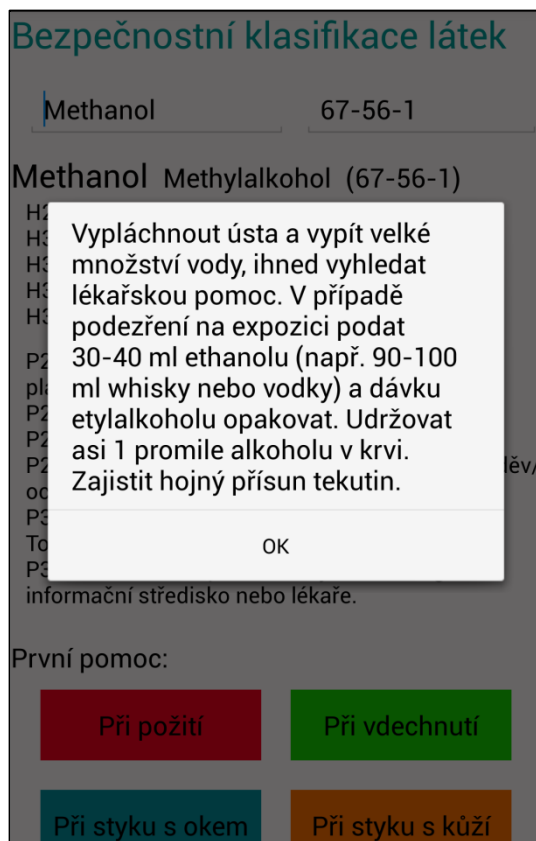 Bezpečnostní klasifikace látek
Methanol 67-56-1
Methanol Methylalkohol (67-56-1)
Vypláchnout ústa a vypít velké
množství vody, ihned vyhledat
lékařskou pomoc. V případě
podezření na expozici podat
30-40 ml ethanolu (např. 90-100
ml whisky nebo vodky) a dávku
etylalkoholu opakovat. Udržovat
asi 1 promile alkoholu v krvi.
Zajistit hojný přísun tekutin.
OK
informační středisko nebo lékaře.
První pomoc:
Při požití Při vdechnutí
Při styku s okem Při styku s kůží